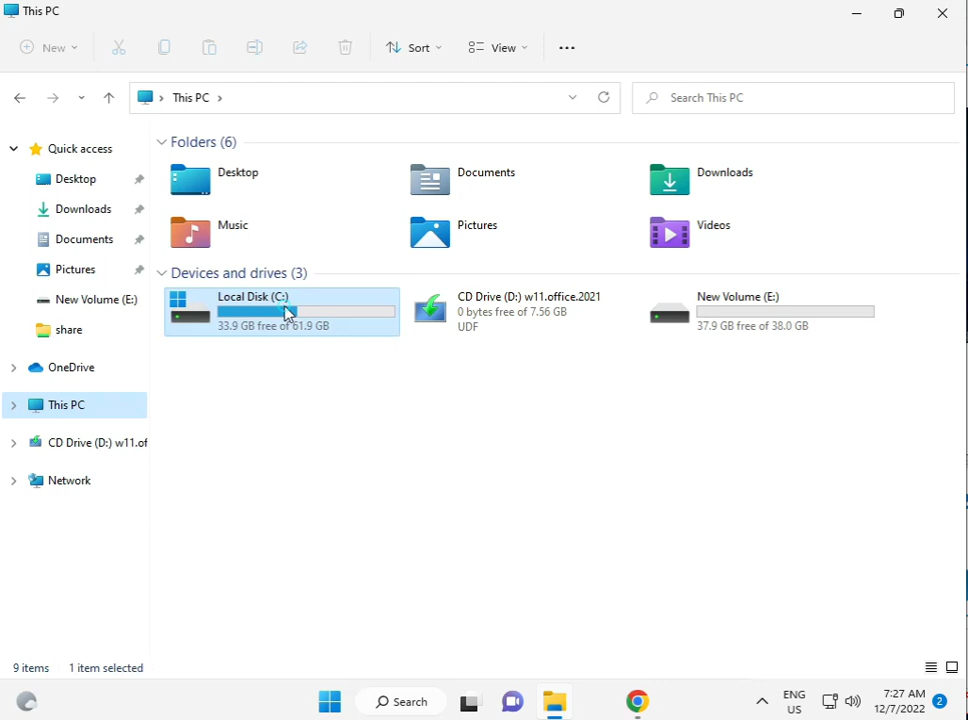 This PC
New
Sort
View
This PC
Search This PC
Quick access
Desktop
Downloads
Documents
Pictures
New Volume (E:)
share
OneDrive
This PC
CD Drive (D:) w11.of
Network
Folders (6)
Desktop
Documents
Downloads
Music
Pictures
Videos
Devices and drives (3)
Local Disk (C:)
33.9 GB free of 61.9 GB
CD Drive (D:) w11.office.2021
0 bytes free of 7.56 GB
UDF
New Volume (E:)
37.9 GB free of 38.0 GB
9 items 1 item selected
Search
ENG
US
7:27 AM
12/7/2022
2